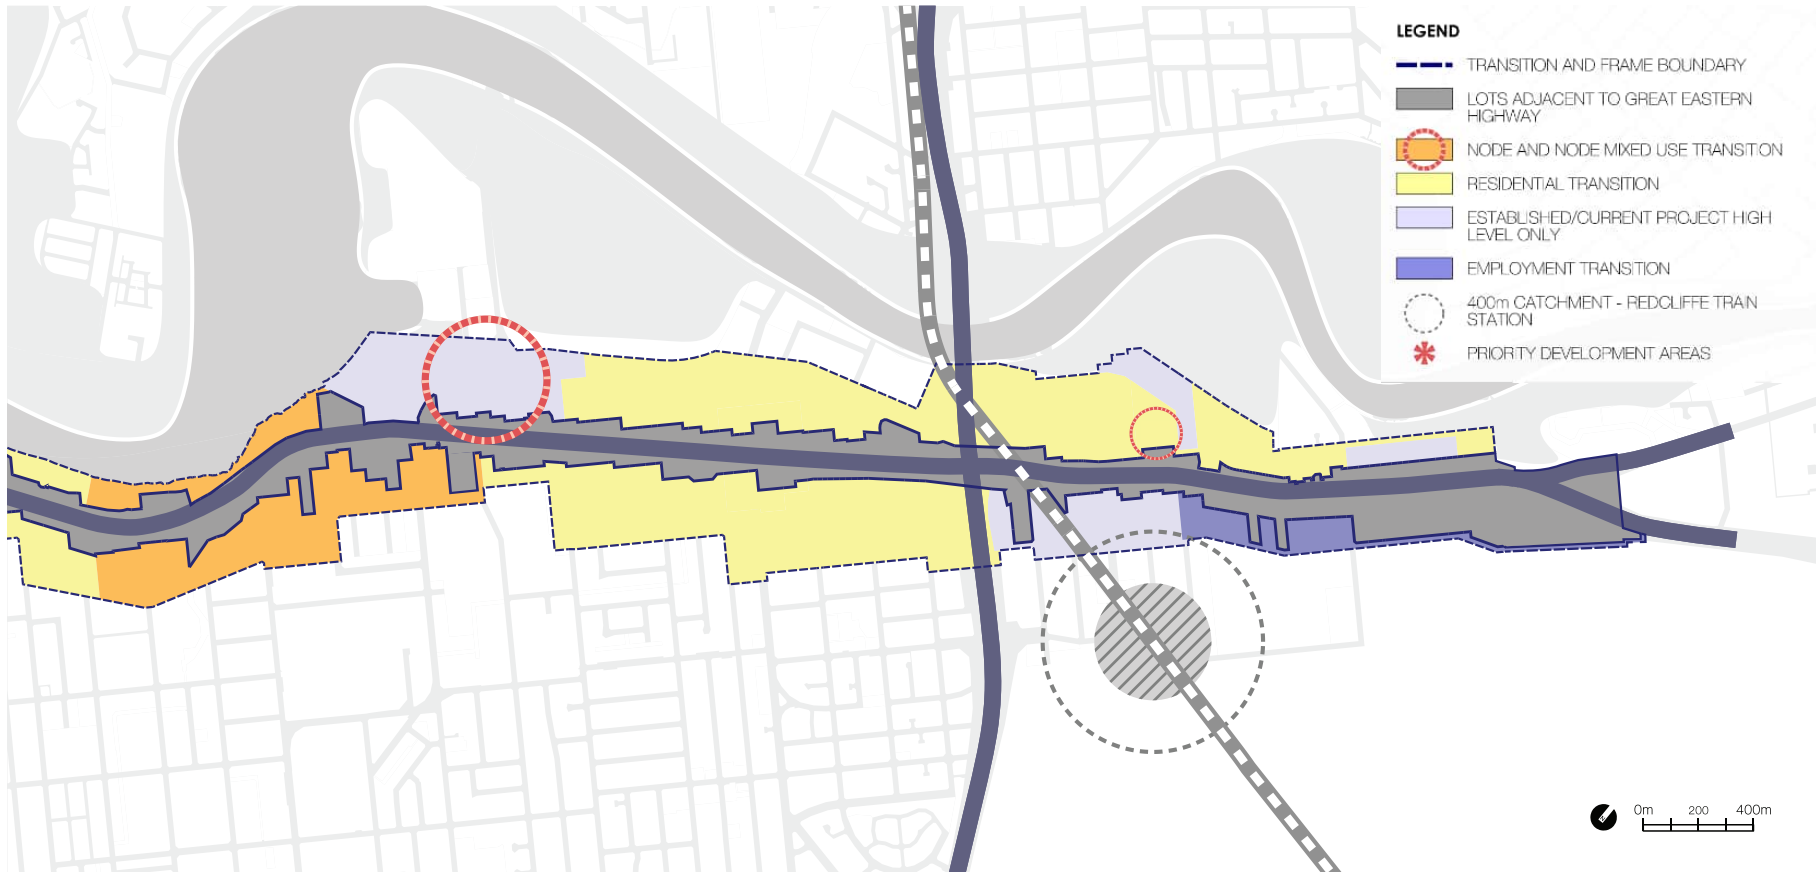 LEGEND
TRANSITION AND FRAME BOUNDARY
LOTS ADJACENT TO GREAT EASTERN
HIGHWAY
NODE AND NODE MIXED USE TRANSITION
RESIDENTIAL TRANSITION
ESTABLISHED/CURRENT PROJECT HIGH
LEVEL ONLY
EMPLOYMENT TRANSITION
400m CATCHMENT - REDCLIFFE TRAIN
STATION
PRIORITY DEVELOPMENT AREAS
0m 200 400m